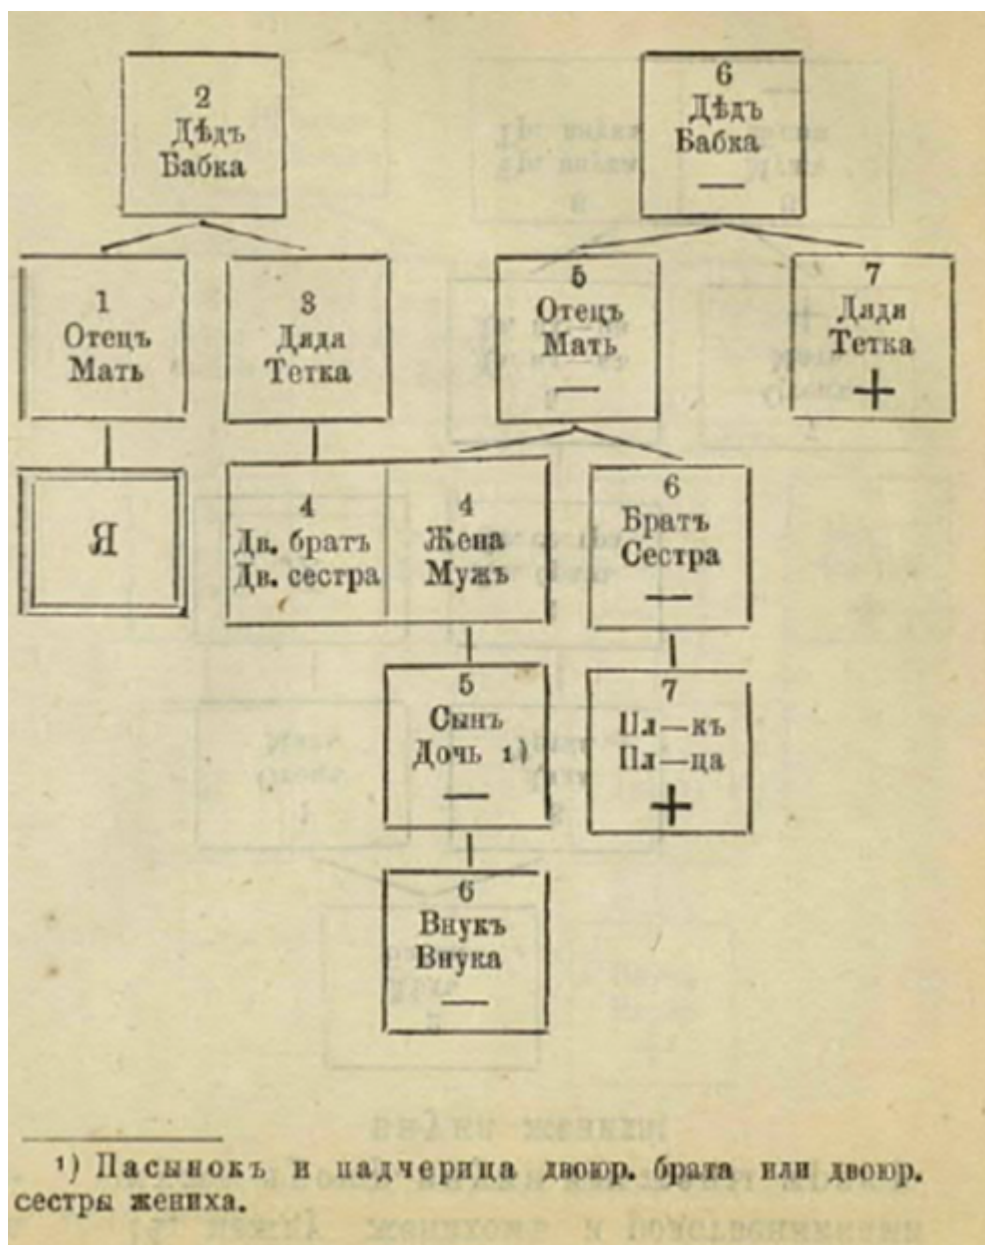 2
Дѣдъ
Бабка
6
Дѣдъ
Бабка
—
1
Отецъ
Мать
3
Дядя
Тетка
5
Отецъ
Мать
—
7
Дядя
Тетка
+
Я
4
Дв. братъ
Дв. сестра
4
Жена
Мужъ
6
Братъ
Сестра
—
5
Сынъ
Дочь ¹)
—
7
Пл—къ
Пл—ца
+
6
Внукъ
Внука
—
¹) Пасынокъ и падчерица двоюр. брата или двоюр.
сестры жениха.